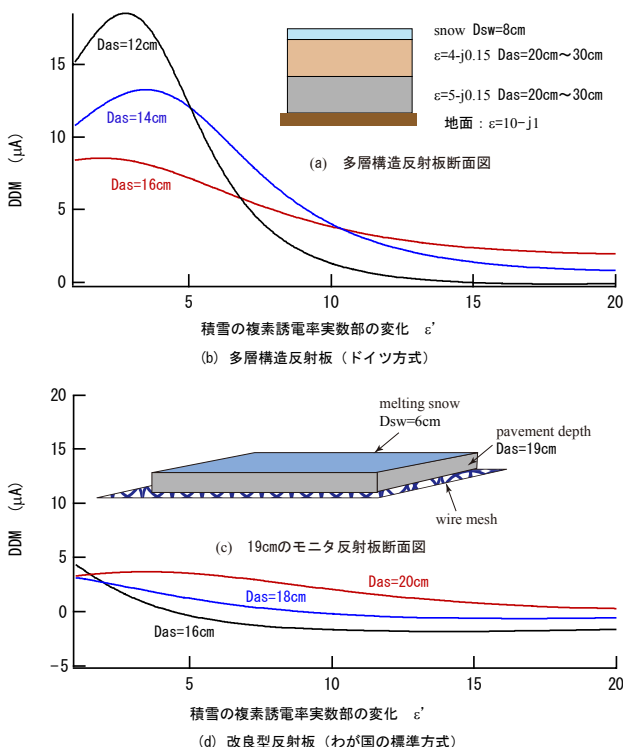 15
10
5
0
DDM (μA)
Das=12cm
Das=14cm
Das=16cm
snow Dsw=8cm
ε=4-j0.15 Das=20cm～30cm
ε=5-j0.15 Das=20cm～30cm
地面：ε=10-j1
(a) 多層構造反射板断面図
5 10 15 20
積雪の複素誘電率実数部の変化 ε’
(b) 多層構造反射板（ドイツ方式）
20
15
10
5
0
-5
DDM (μA)
melting snow
Dsw=6cm
pavement depth
Das=19cm
wire mesh
(c) 19cmのモニタ反射板断面図
Das=20cm
Das=18cm
Das=16cm
5 10 15 20
積雪の複素誘電率実数部の変化 ε’
(d) 改良型反射板（わが国の標準方式）